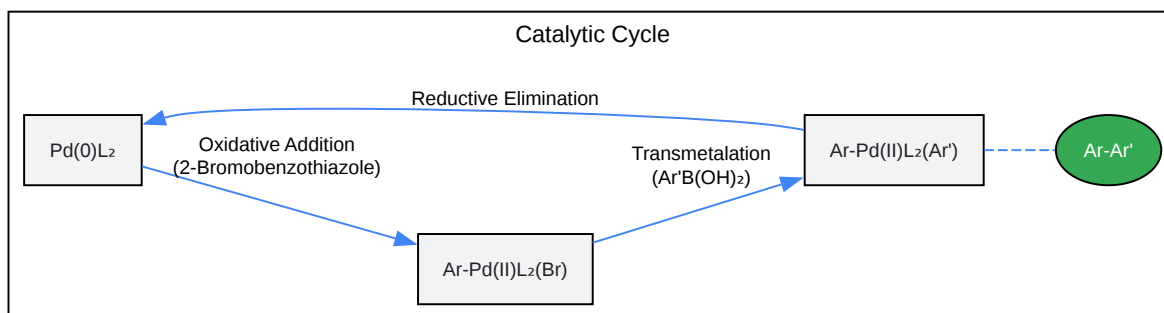 Catalytic Cycle
Reductive Elimination
Pd(0)L₂
Oxidative Addition
(2-Bromobenzothiazole)
Transmetalation
(Ar'B(OH)₂)
Ar-Pd(II)L₂(Ar')
Ar-Ar'
Ar-Pd(II)L₂(Br)